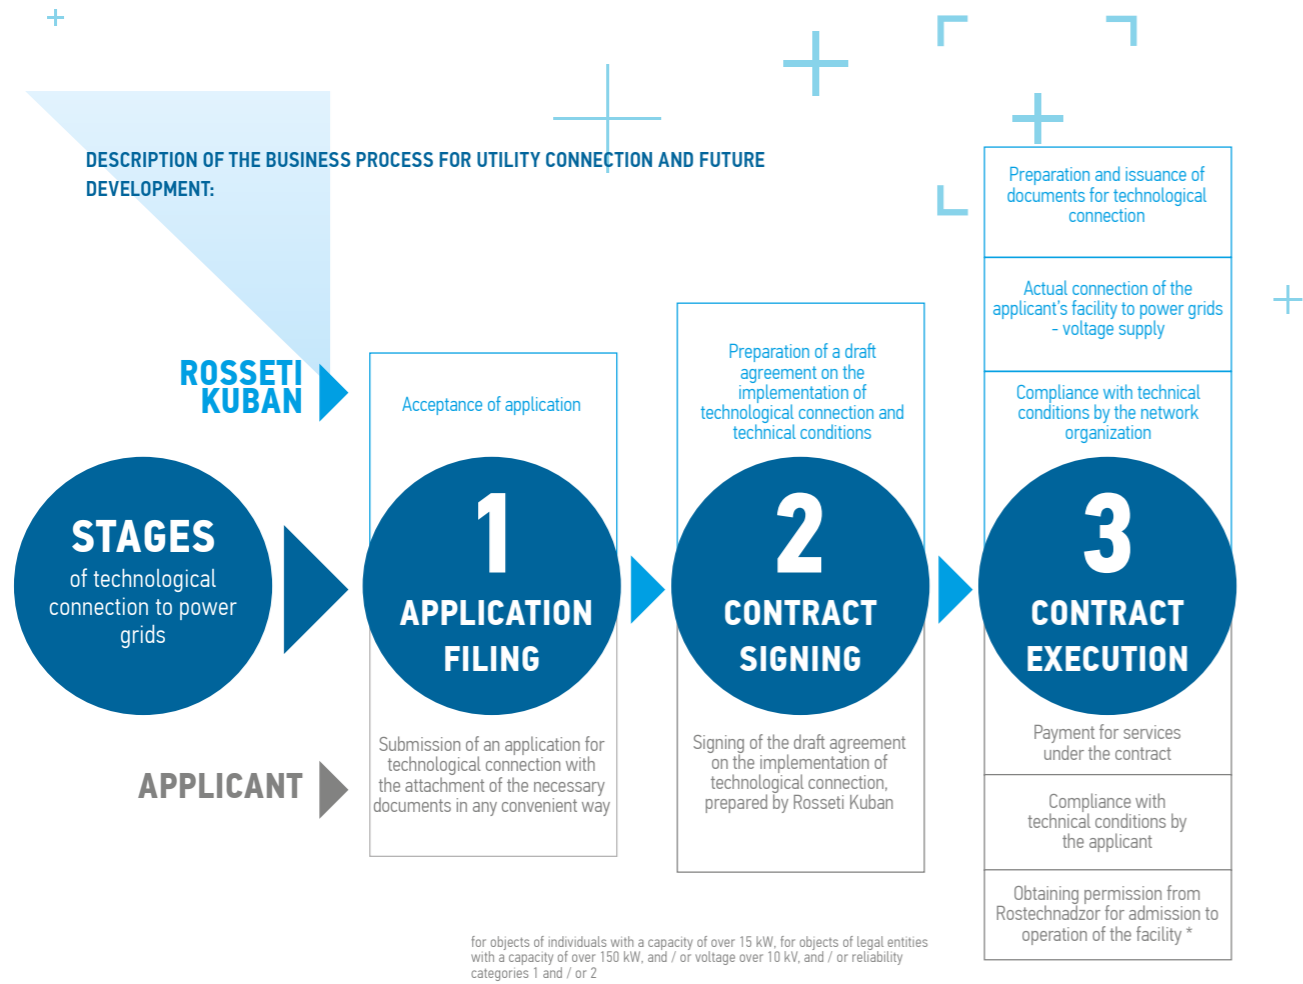 DESCRIPTION OF THE BUSINESS PROCESS FOR UTILITY CONNECTION AND FUTURE
DEVELOPMENT:
ROSSETI
KUBAN
Acceptance of application
Preparation of a draft
agreement on the
implementation of
technological connection and
technical conditions
Preparation and issuance of
documents for technological
connection
Actual connection of the
applicant's facility to power grids
- voltage supply
Compliance with technical
conditions by the network
organization
STAGES
of technological
connection to power
grids
1
APPLICATION
FILING
2
CONTRACT
SIGNING
3
CONTRACT
EXECUTION
APPLICANT
Submission of an application for
technological connection with
the attachment of the necessary
documents in any convenient way
Signing of the draft agreement
on the implementation of
technological connection,
prepared by Rosseti Kuban
Payment for services
under the contract
Compliance with
technical conditions by
the applicant
Obtaining permission from
Rostechnadzor for admission to
operation of the facility *
for objects of individuals with a capacity of over 15 kW, for objects of legal entities
with a capacity of over 150 kW, and / or voltage over 10 kV, and / or reliability
categories 1 and / or 2